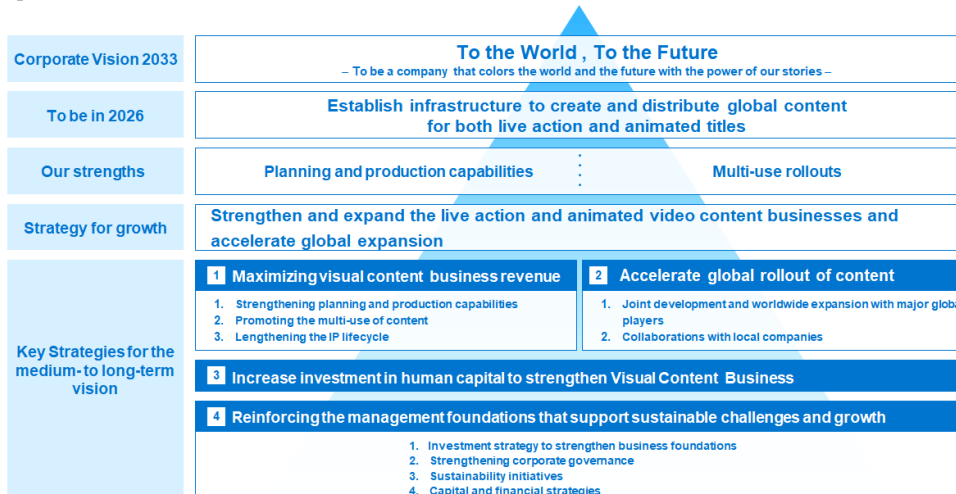 Corporate Vision 2033
To the World , To the Future
– To be a company that colors the world and the future with the power of our stories –
To be in 2026
Establish infrastructure to create and distribute global content
for both live action and animated titles
Our strengths
Planning and production capabilities
Multi-use rollouts
Strategy for growth
Strengthen and expand the live action and animated video content businesses and
accelerate global expansion
Key Strategies for the
medium- to long-term
vision
1 Maximizing visual content business revenue
1. Strengthening planning and production capabilities
2. Promoting the multi-use of content
3. Lengthening the IP lifecycle
2 Accelerate global rollout of content
1. Joint development and worldwide expansion with major
players
2. Collaborations with local companies
3 Increase investment in human capital to strengthen Visual Content Business
4 Reinforcing the management foundations that support sustainable challenges and growth
1. Investment strategy to strengthen business foundations
2. Strengthening corporate governance
3. Sustainability initiatives
4. Capital and financial strategies